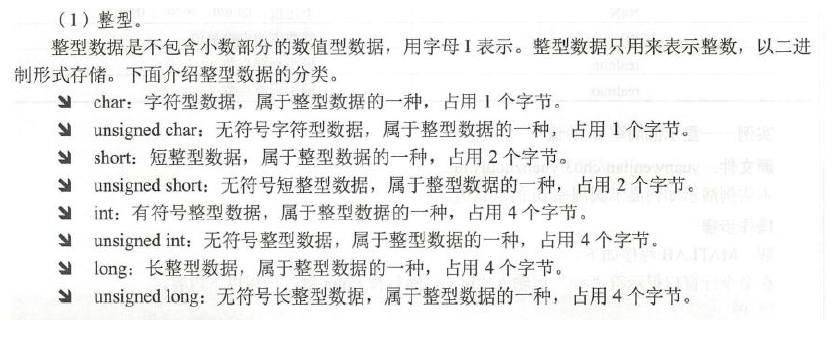 （1）整型。
整型数据是不包含小数部分的数值型数据，用字母 I 表示。整型数据只用来表示整数，以二进
制形式存储。下面介绍整型数据的分类。
char：字符型数据，属于整型数据的一种，占用 1 个字节。
unsigned char：无符号字符型数据，属于整型数据的一种，占用 1 个字节。
short：短整型数据，属于整型数据的一种，占用 2 个字节。
unsigned short：无符号短整型数据，属于整型数据的一种，占用 2 个字节。
int：有符号整型数据，属于整型数据的一种，占用 4 个字节。
unsigned int：无符号整型数据，属于整型数据的一种，占用 4 个字节。
long：长整型数据，属于整型数据的一种，占用 4 个字节。
unsigned long：无符号长整型数据，属于整型数据的一种，占用 4 个字节。